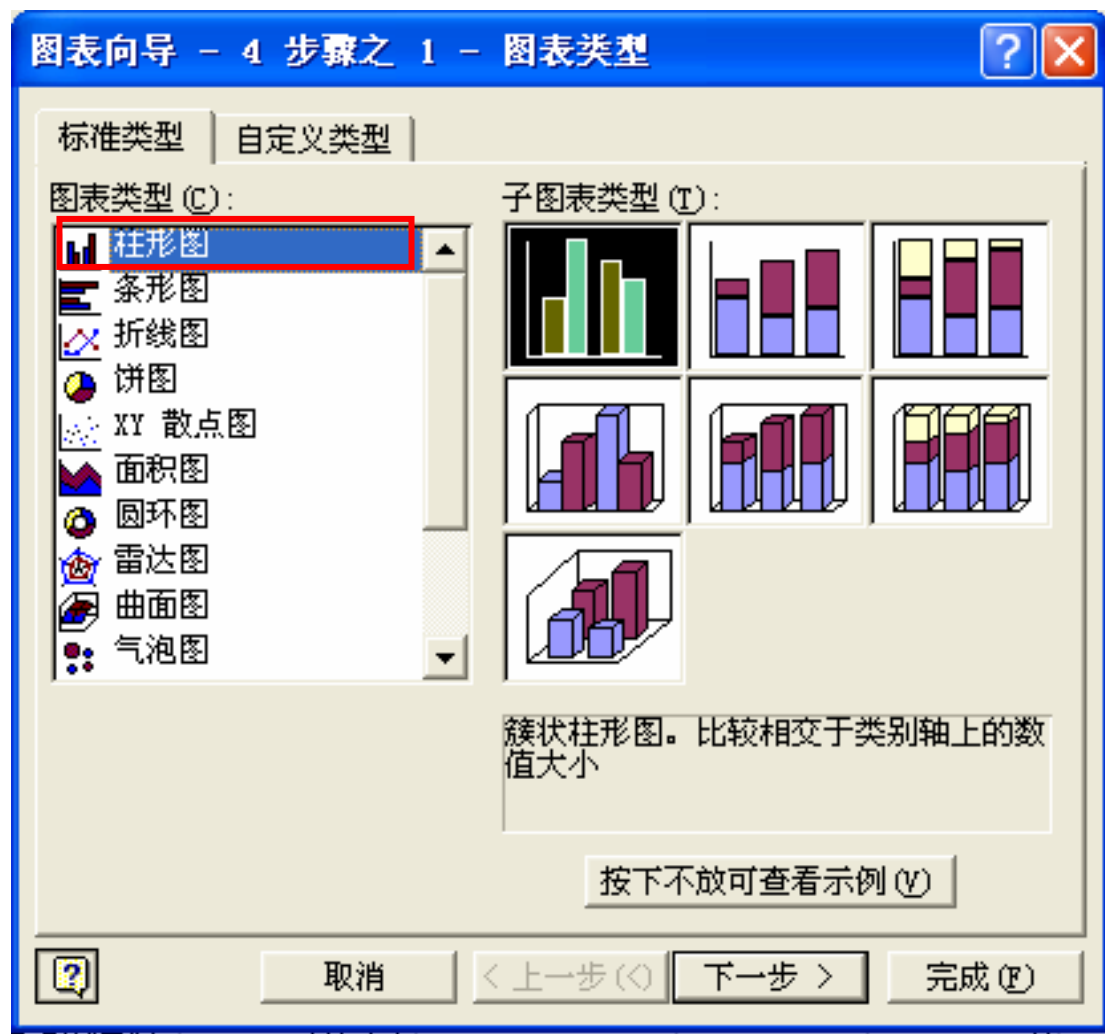 图表向导 - 4 步骤之 1 - 图表类型
标准类型 自定义类型
图表类型(C):
柱形图
条形图
折线图
饼图
XY 散点图
面积图
圆环图
雷达图
曲面图
气泡图
子图表类型(T):
簇状柱形图。比较相交于类别轴上的数
值大小
按下不放可查看示例(V)
取消 < 上一步(<) 下一步 > 完成(F)